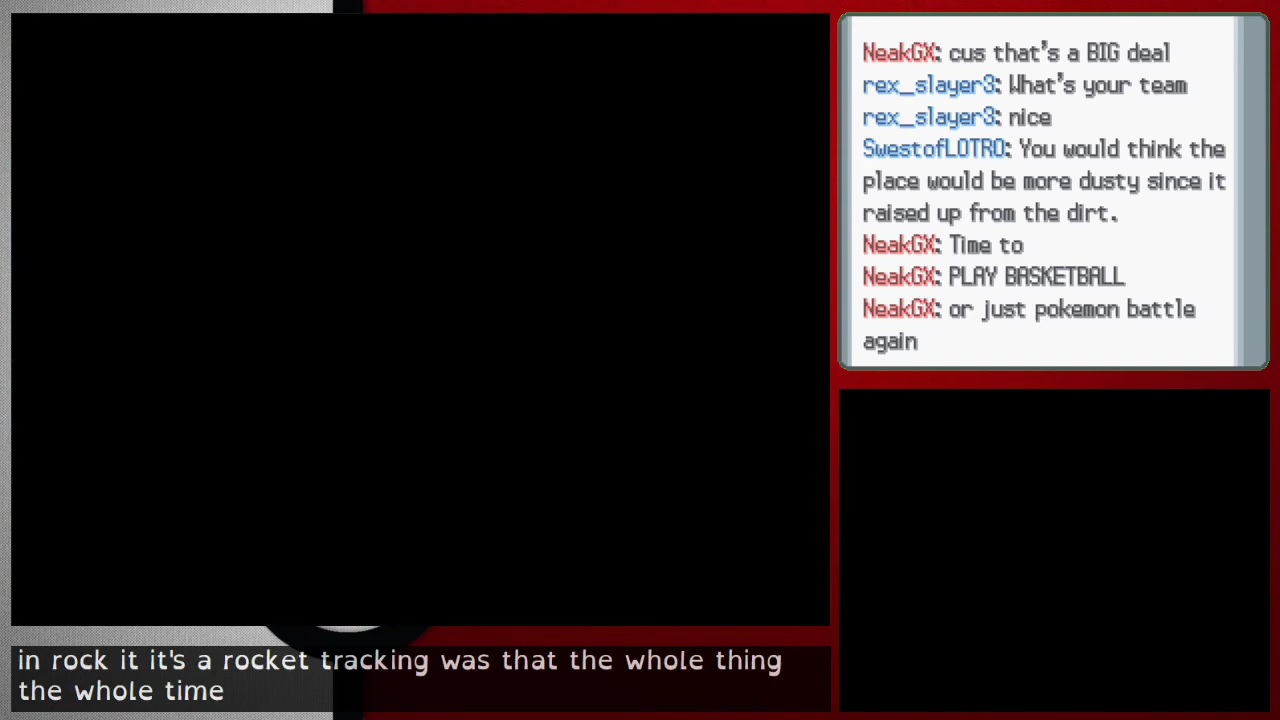 NeakGX: cus that's a BIG deal
rex_slayer3: What's your team
rex_slayer3: nice
SwestofLOTRO: You would think the
place would be more dusty since it
raised up from the dirt.
NeakGX: Time to
NeakGX: PLAY BASKETBALL
NeakGX: or just pokemon battle
again
in rock it it's a rocket tracking was that the whole thing
the whole time